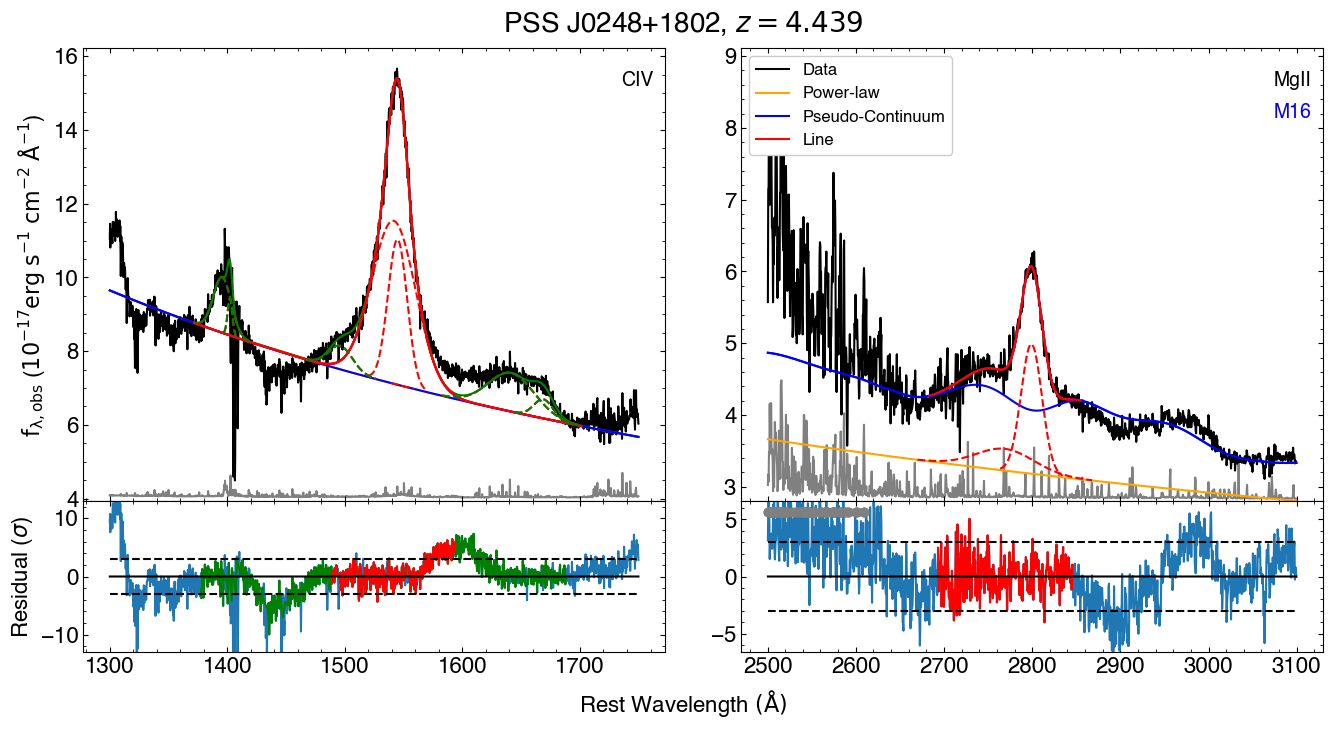 PSS J0248+1802, z = 4.439
16
14
12
10
8
6
4
f_λ,obs (10⁻¹⁷erg s⁻¹ cm⁻² Å⁻¹)
CIV
9
8
7
6
5
4
3
Data
Power-law
Pseudo-Continuum
Line
MgII
M16
10
0
−10
Residual (σ)
5
0
−5
1300 1400 1500 1600 1700
2500 2600 2700 2800 2900 3000 3100
Rest Wavelength (Å)